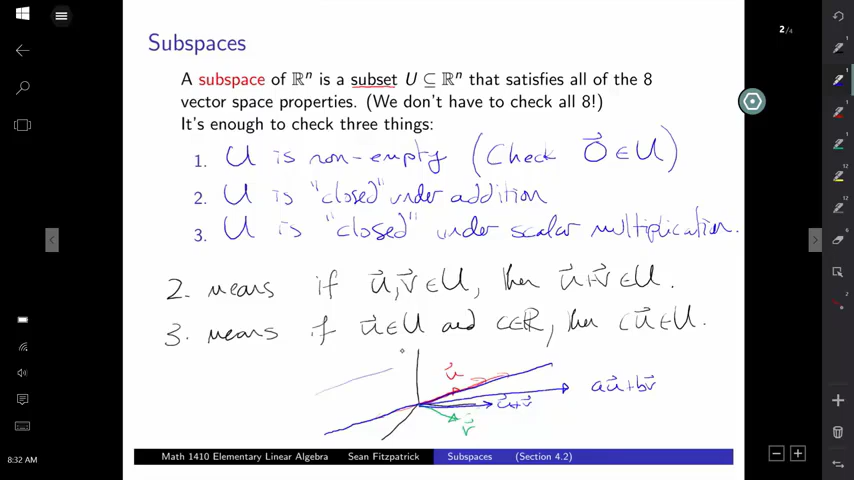 2/4
Subspaces
A subspace of ℝⁿ is a subset U ⊆ ℝⁿ that satisfies all of the 8
vector space properties. (We don't have to check all 8!)
It's enough to check three things:
1. U is non-empty (Check 0⃗ ∈ U)
2. U is "closed" under addition
3. U is "closed" under scalar multiplication.
2. means if u⃗, v⃗ ∈ U, then u⃗+v⃗ ∈ U.
3. means if u⃗ ∈ U and c∈ℝ, then cu⃗ ∈ U.
u⃗
au⃗+bv⃗
u⃗+v⃗
v⃗
Math 1410 Elementary Linear Algebra Sean Fitzpatrick Subspaces (Section 4.2)
8:32 AM